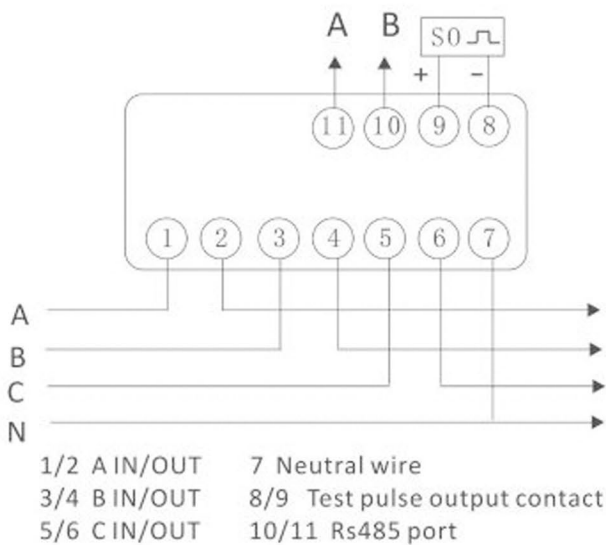 A B S0
+ -
11 10 9 8
1 2 3 4 5 6 7
A
B
C
N
1/2 A IN/OUT 7 Neutral wire
3/4 B IN/OUT 8/9 Test pulse output contact
5/6 C IN/OUT 10/11 Rs485 port